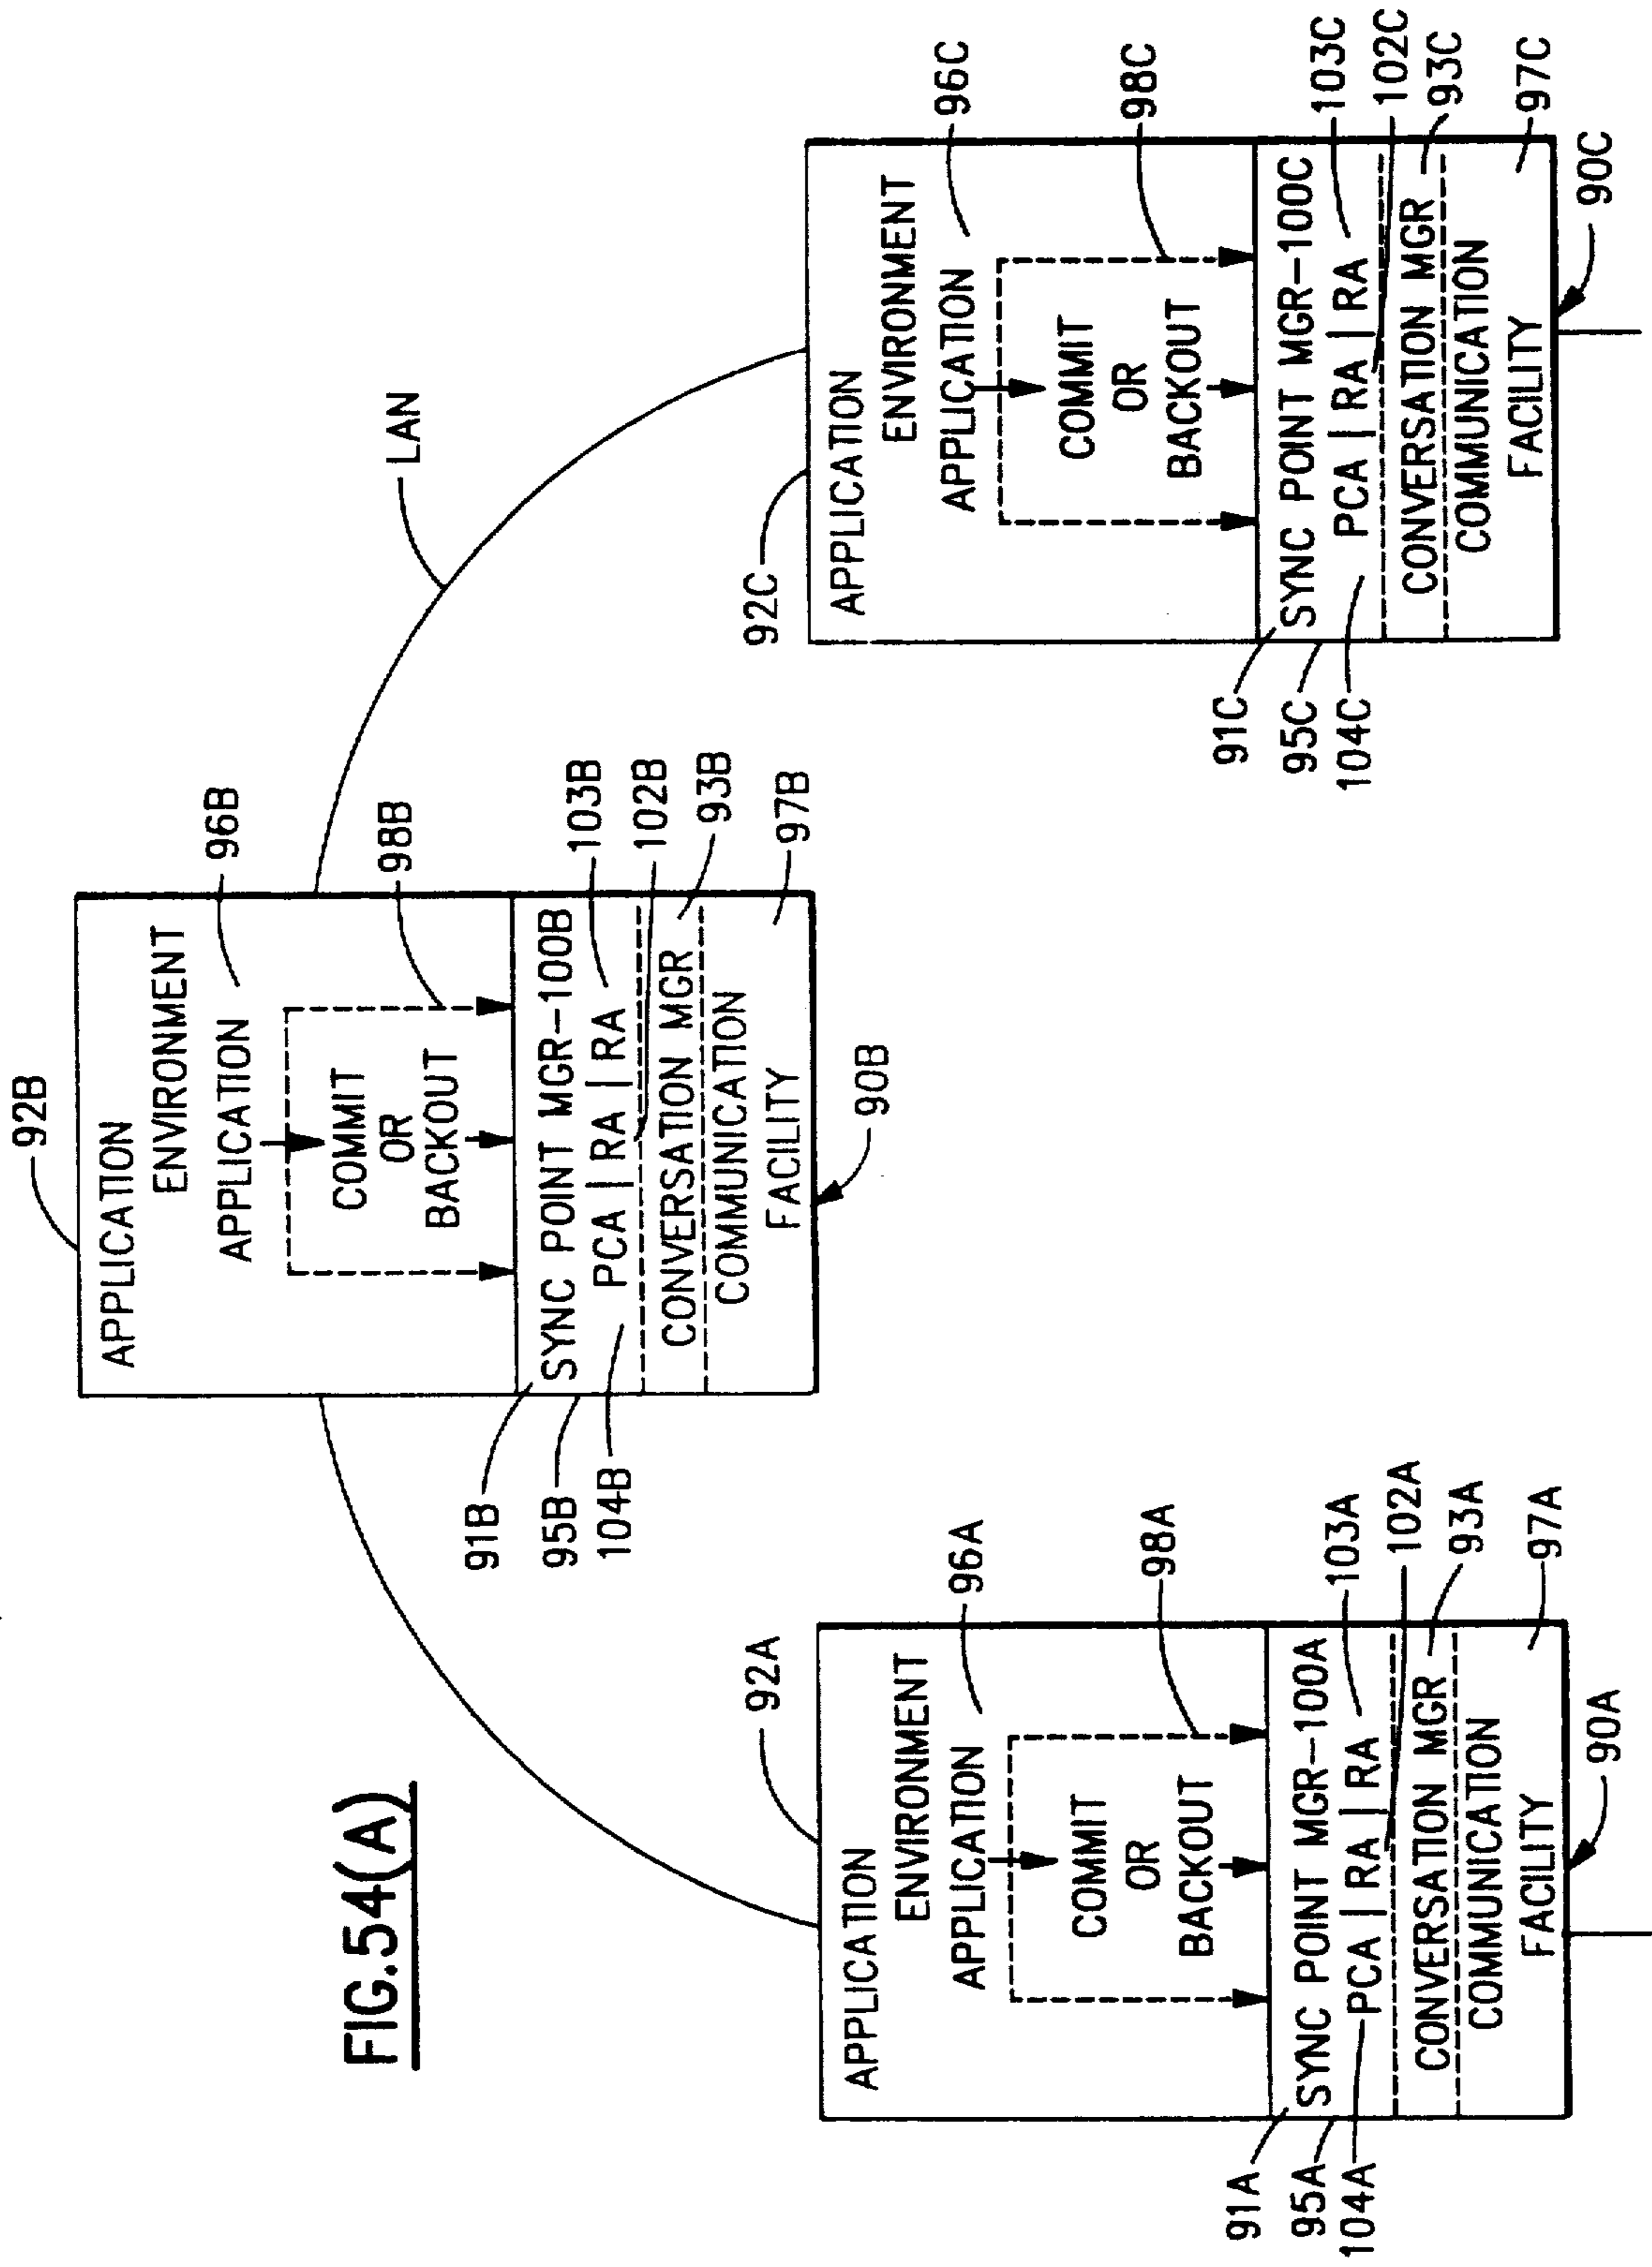 FIG.54(A)
LAN
92A
APPLICATION
ENVIRONMENT
96A
APPLICATION
COMMIT
OR
BACKOUT
98A
91A
SYNC POINT MGR-100A
95A
104A
PCA | RA | RA
103A
102A
CONVERSATION MGR
93A
COMMUNICATION
FACILITY
97A
90A
92B
APPLICATION
ENVIRONMENT
96B
APPLICATION
COMMIT
OR
BACKOUT
98B
91B
SYNC POINT MGR-100B
95B
104B
PCA | RA | RA
103B
102B
CONVERSATION MGR
93B
COMMUNICATION
FACILITY
97B
90B
92C
APPLICATION
ENVIRONMENT
96C
APPLICATION
COMMIT
OR
BACKOUT
98C
91C
SYNC POINT MGR-100C
95C
104C
PCA | RA | RA
103C
102C
CONVERSATION MGR
93C
COMMUNICATION
FACILITY
97C
90C